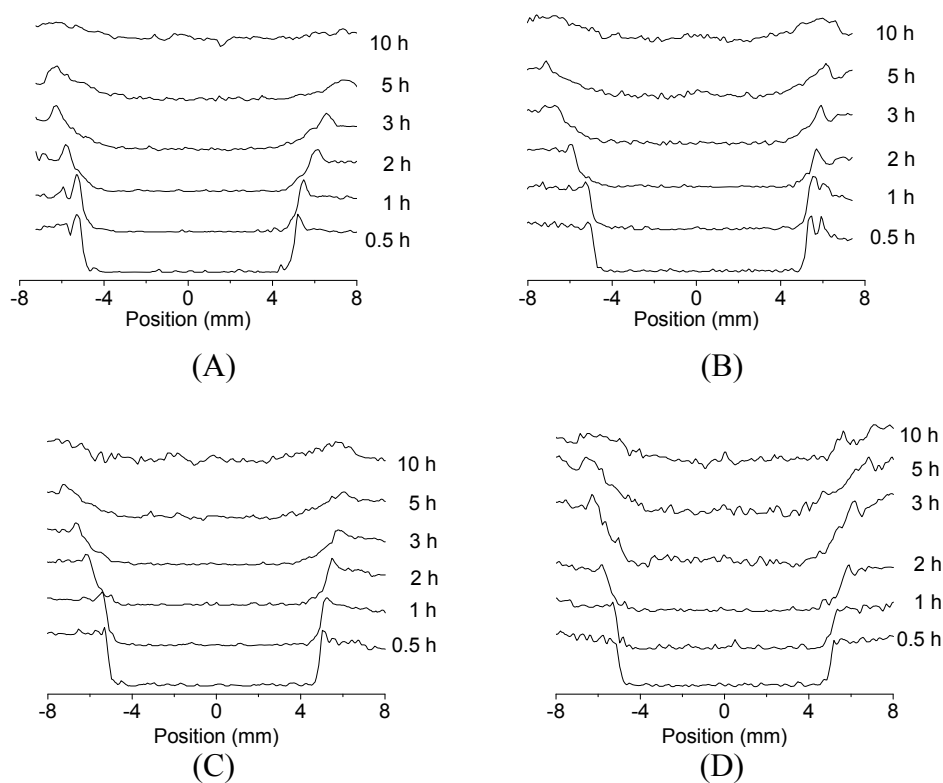 10 h
5 h
3 h
2 h
1 h
0.5 h
-8 -4 0 4 8
Position (mm)
(A)
10 h
5 h
3 h
2 h
1 h
0.5 h
-8 -4 0 4 8
Position (mm)
(B)
10 h
5 h
3 h
2 h
1 h
0.5 h
-8 -4 0 4 8
Position (mm)
(C)
10 h
5 h
3 h
2 h
1 h
0.5 h
-8 -4 0 4 8
Position (mm)
(D)